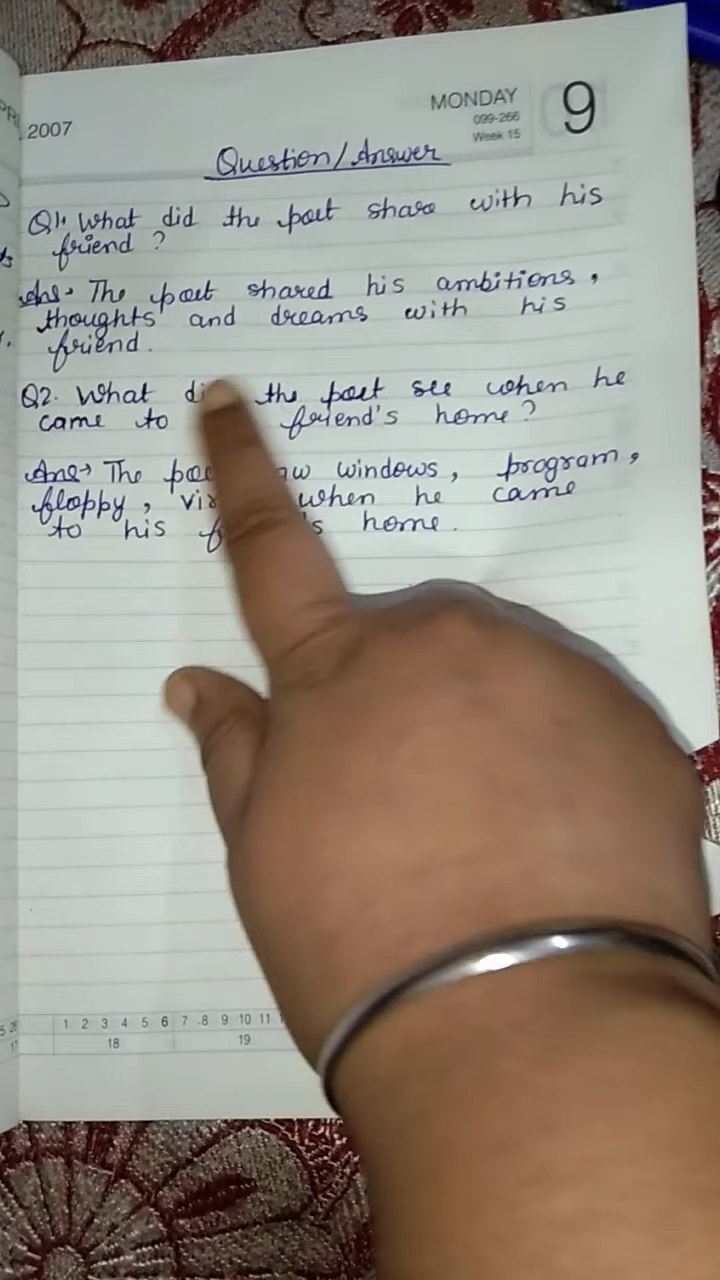 2007
MONDAY
099-266
Week 15
9
Question/Answer
Q1. What did the poet share with his
friend ?
Ans→ The poet shared his ambitions,
thoughts and dreams with his
friend.
Q2. What the poet see when he
came to friend's home?
Ans→ The windows, program,
floppy, when he came
to his home.
1 2 3 4 5 6 7 8 9 10 11
18 19